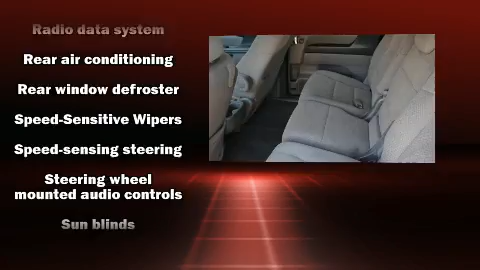 Radio data system
Rear air conditioning
Rear window defroster
Speed-Sensitive Wipers
Speed-sensing steering
Steering wheel
mounted audio controls
Sun blinds